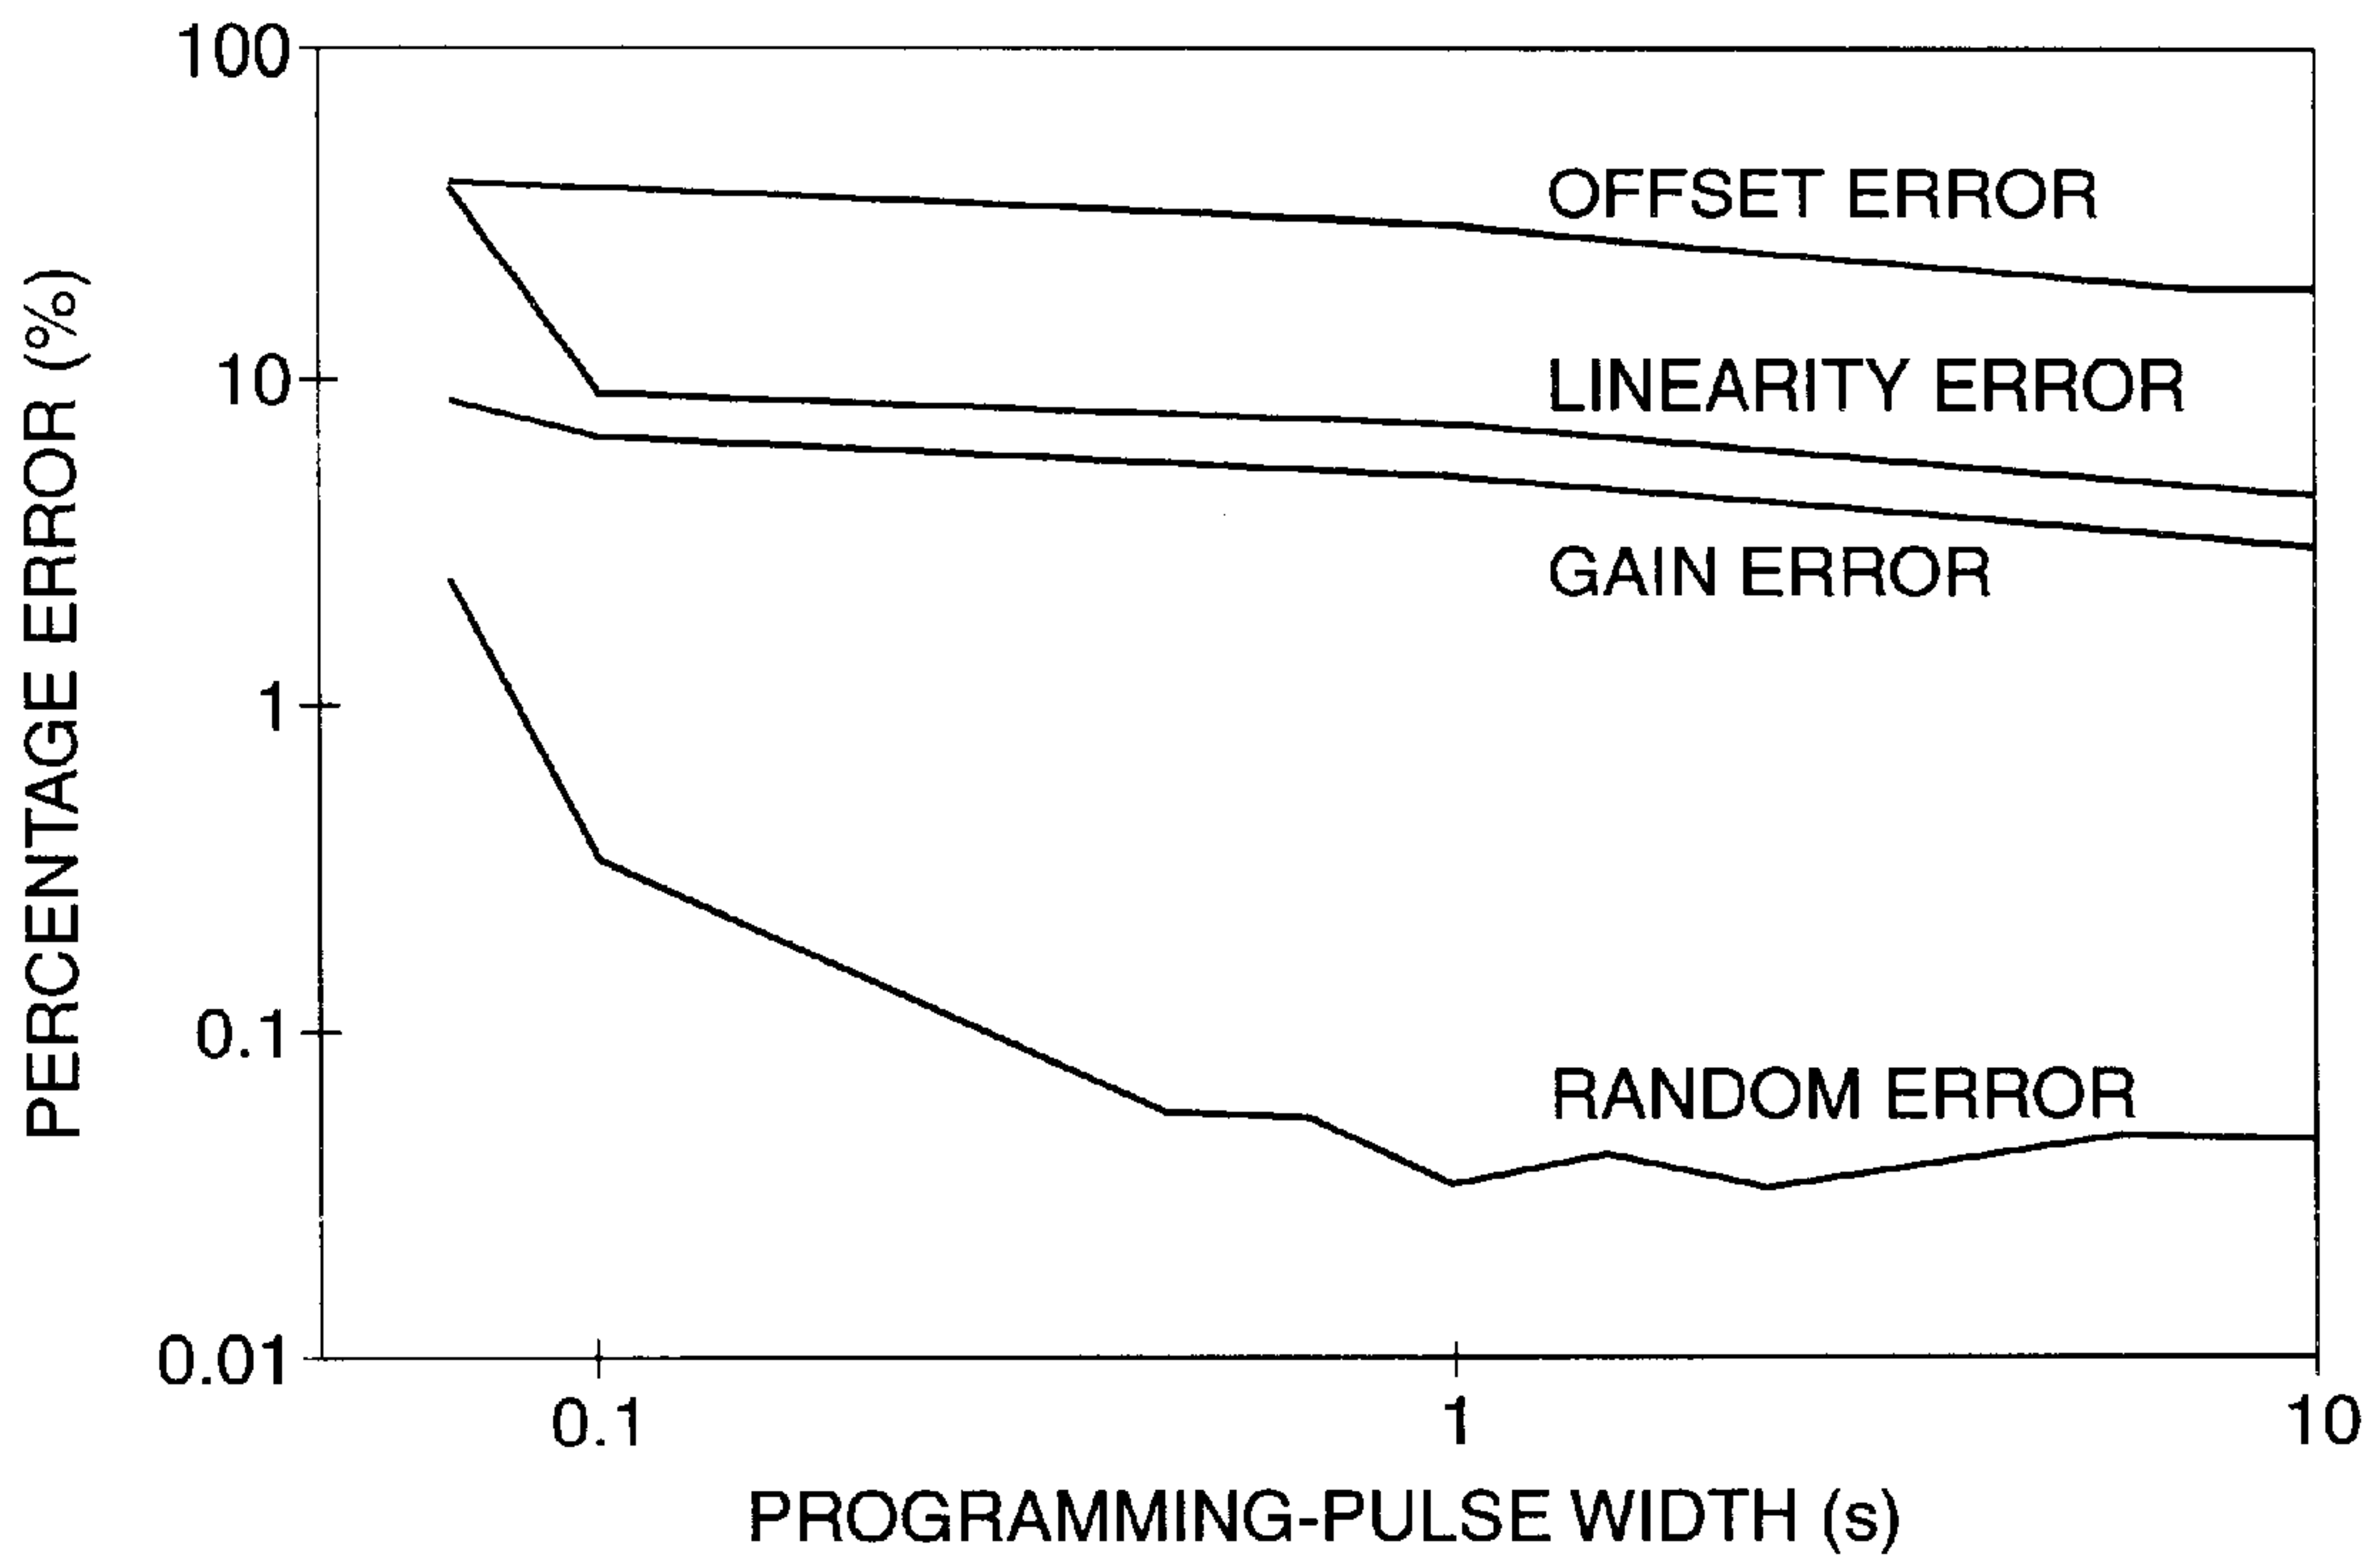 100
OFFSET ERROR
10
LINEARITY ERROR
GAIN ERROR
PERCENTAGE ERROR (%)
1
0.1
RANDOM ERROR
0.01
0.1 1 10
PROGRAMMING-PULSE WIDTH (s)